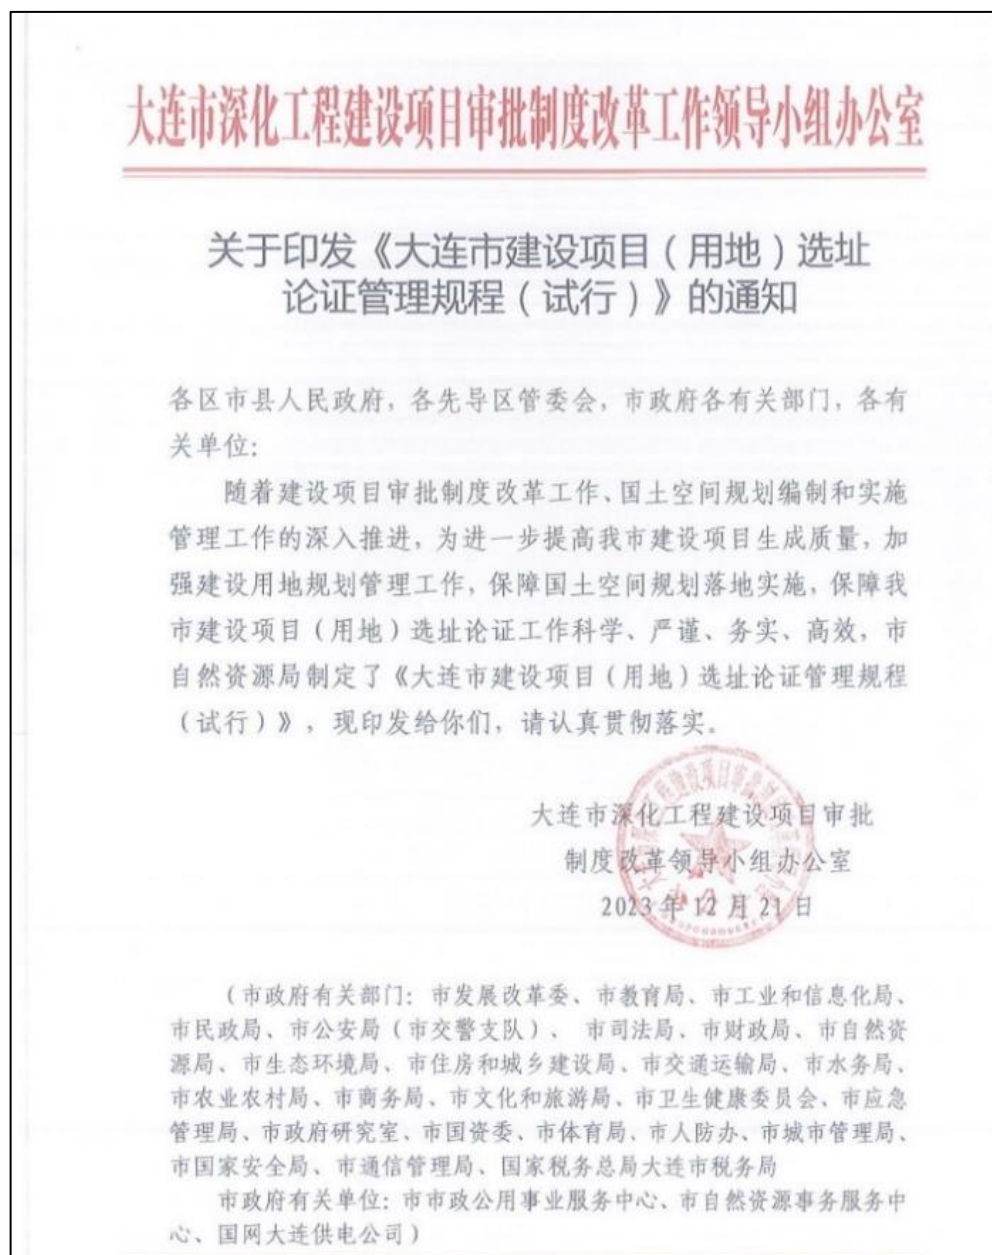 大连市深化工程建设项目审批制度改革工作领导小组办公室
关于印发《大连市建设项目（用地）选址
论证管理规程（试行）》的通知
各区市县人民政府，各先导区管委会，市政府各有关部门，各有
关单位：
随着建设项目审批制度改革工作、国土空间规划编制和实施
管理工作的深入推进，为进一步提高我市建设项目生成质量，加
强建设用地规划管理工作，保障国土空间规划落地实施，保障我
市建设项目（用地）选址论证工作科学、严谨、务实、高效，市
自然资源局制定了《大连市建设项目（用地）选址论证管理规程
（试行）》，现印发给你们，请认真贯彻落实。
大连市深化工程建设项目审批
制度改革领导小组办公室
2023年12月21日
（市政府有关部门：市发展改革委、市教育局、市工业和信息化局、
市民政局、市公安局（市交警支队）、 市司法局、市财政局、市自然资
源局、市生态环境局、市住房和城乡建设局、市交通运输局、市水务局、
市农业农村局、市商务局、市文化和旅游局、市卫生健康委员会、市应急
管理局、市政府研究室、市国资委、市体育局、市人防办、市城市管理局、
市国家安全局、市通信管理局、国家税务总局大连市税务局
市政府有关单位：市市政公用事业服务中心、市自然资源事务服务中
心、国网大连供电公司）